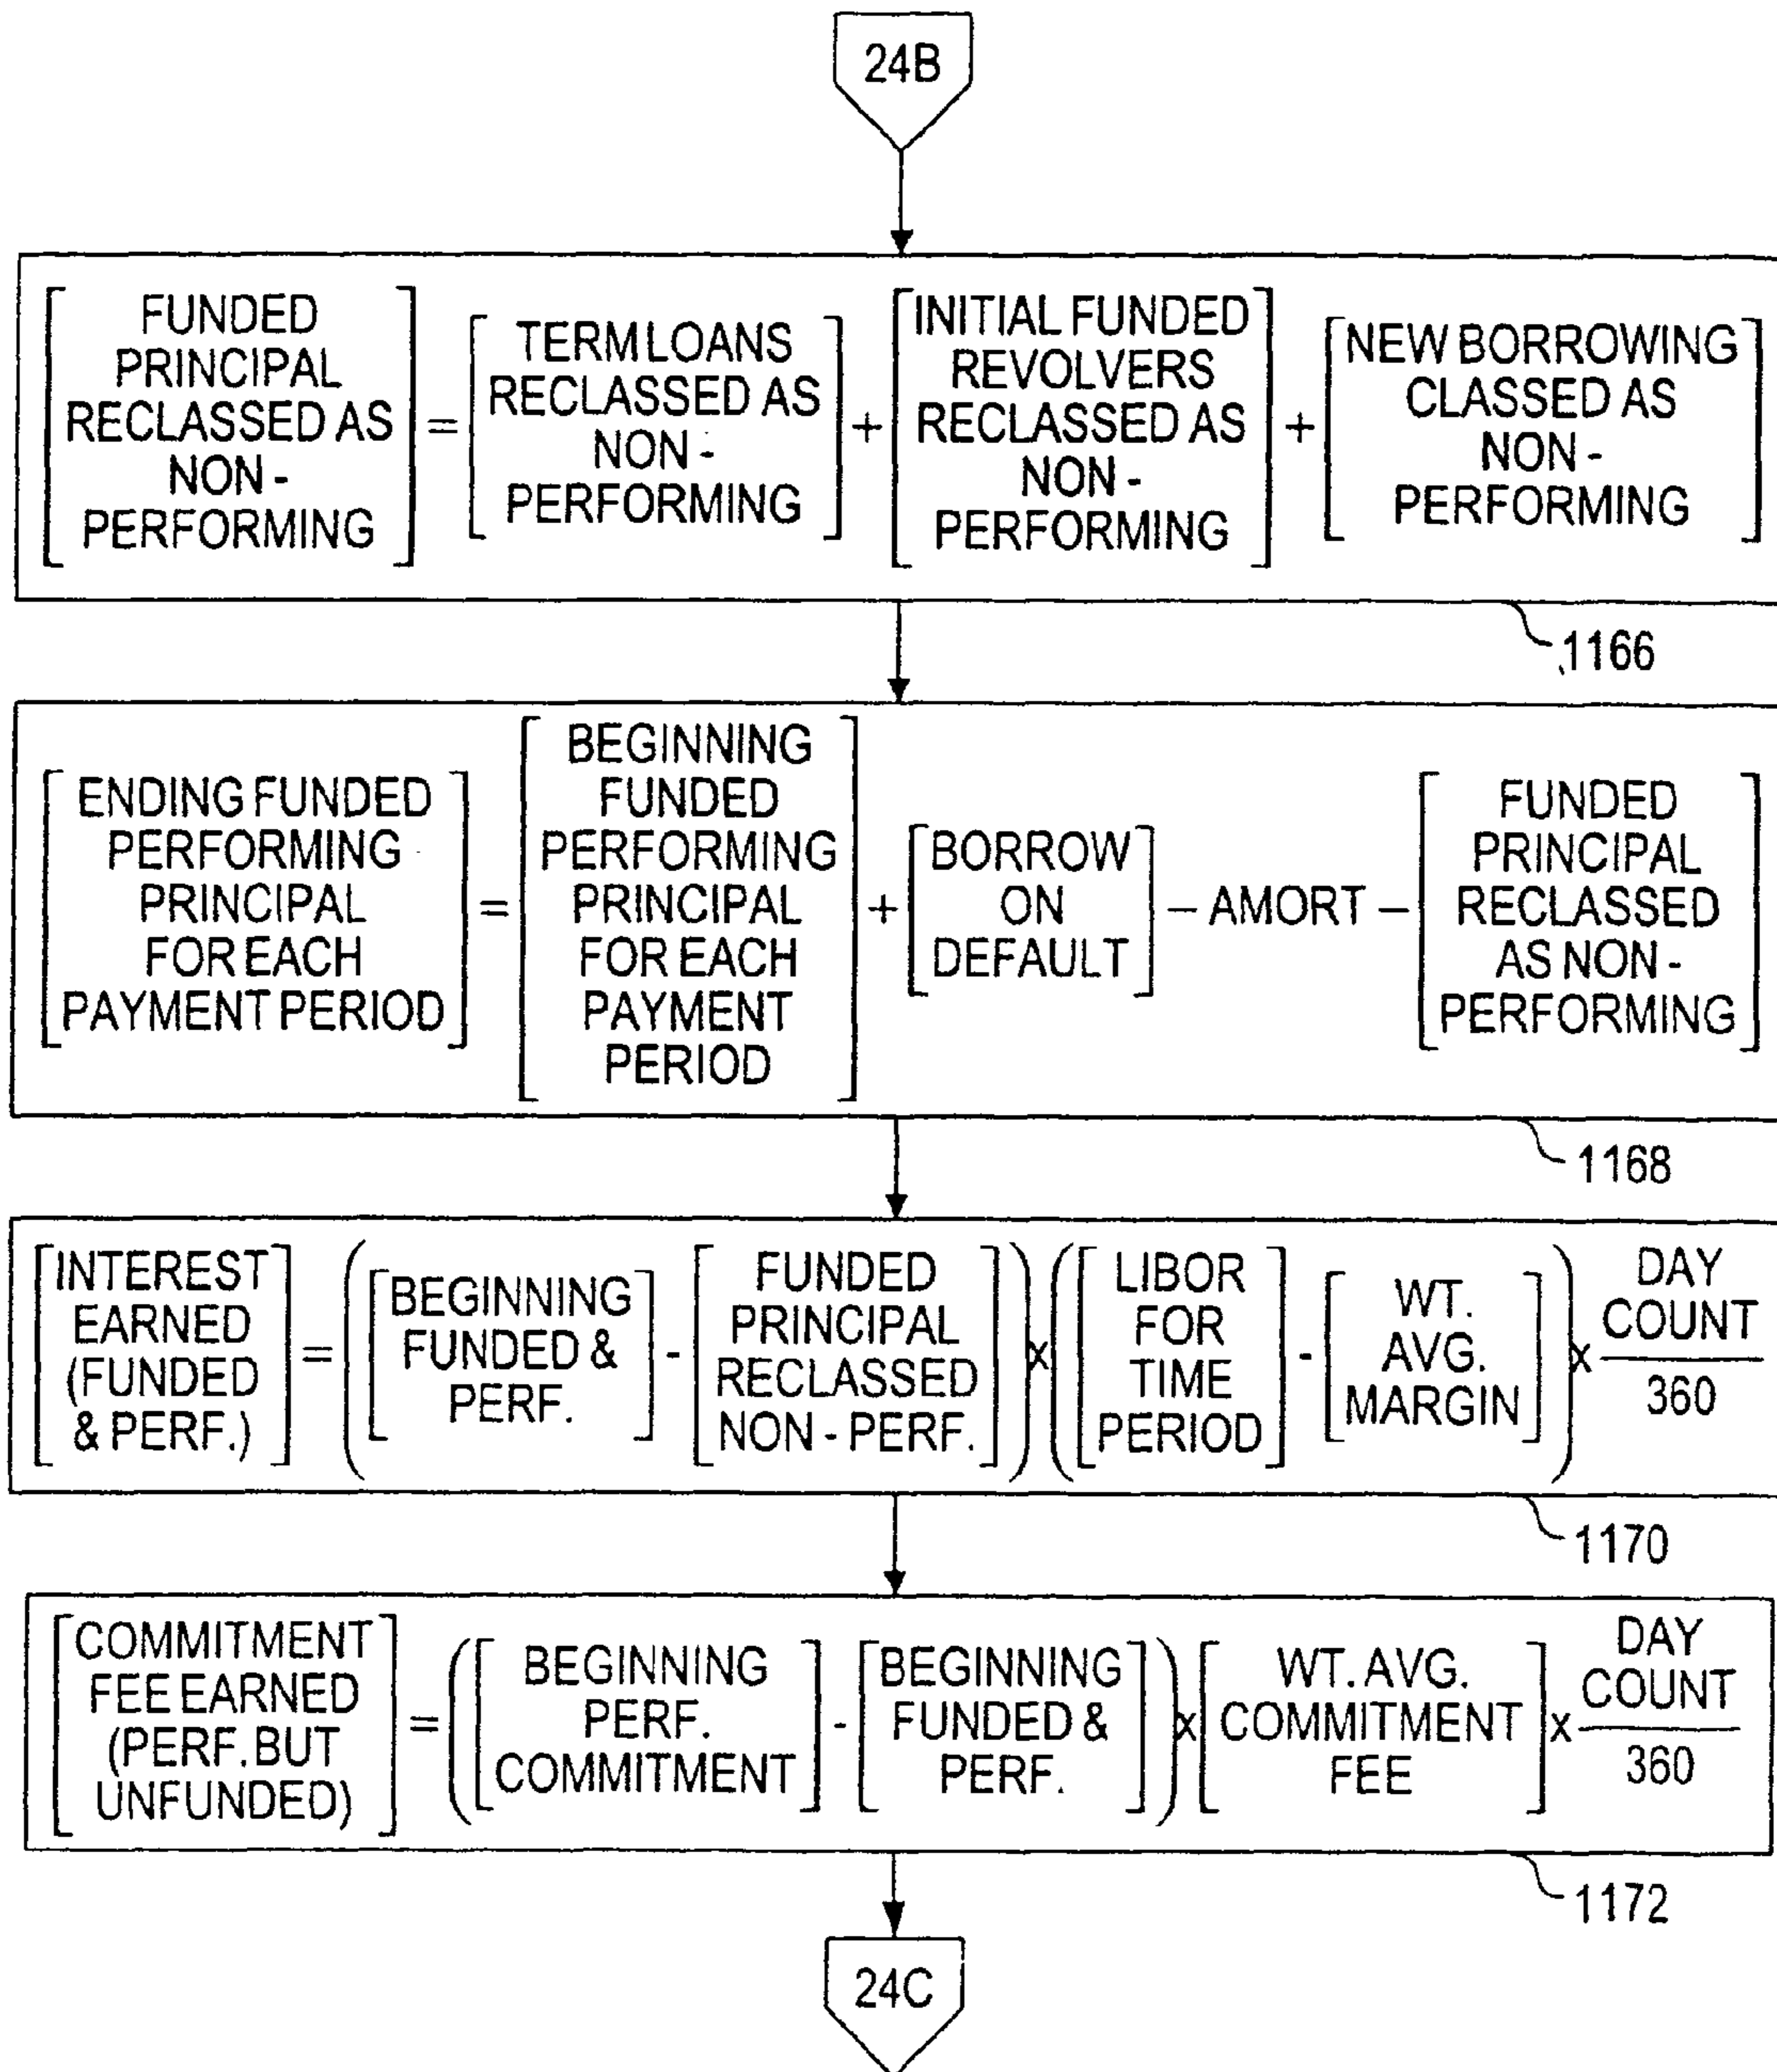 24B
FUNDED
PRINCIPAL
RECLASSED AS
NON -
PERFORMING
=
TERM LOANS
RECLASSED AS
NON -
PERFORMING
+
INITIAL FUNDED
REVOLVERS
RECLASSED AS
NON -
PERFORMING
+
NEW BORROWING
CLASSED AS
NON -
PERFORMING
1166
ENDING FUNDED
PERFORMING
PRINCIPAL
FOR EACH
PAYMENT PERIOD
=
BEGINNING
FUNDED
PERFORMING
PRINCIPAL
FOR EACH
PAYMENT
PERIOD
+
BORROW
ON
DEFAULT
– AMORT –
FUNDED
PRINCIPAL
RECLASSED
AS NON -
PERFORMING
1168
INTEREST
EARNED
(FUNDED
& PERF.)
=
BEGINNING
FUNDED &
PERF.
-
FUNDED
PRINCIPAL
RECLASSED
NON - PERF.
x
LIBOR
FOR
TIME
PERIOD
-
WT.
AVG.
MARGIN
x
DAY
COUNT
360
1170
COMMITMENT
FEE EARNED
(PERF. BUT
UNFUNDED)
=
BEGINNING
PERF.
COMMITMENT
-
BEGINNING
FUNDED &
PERF.
x
WT. AVG.
COMMITMENT
FEE
x
DAY
COUNT
360
1172
24C